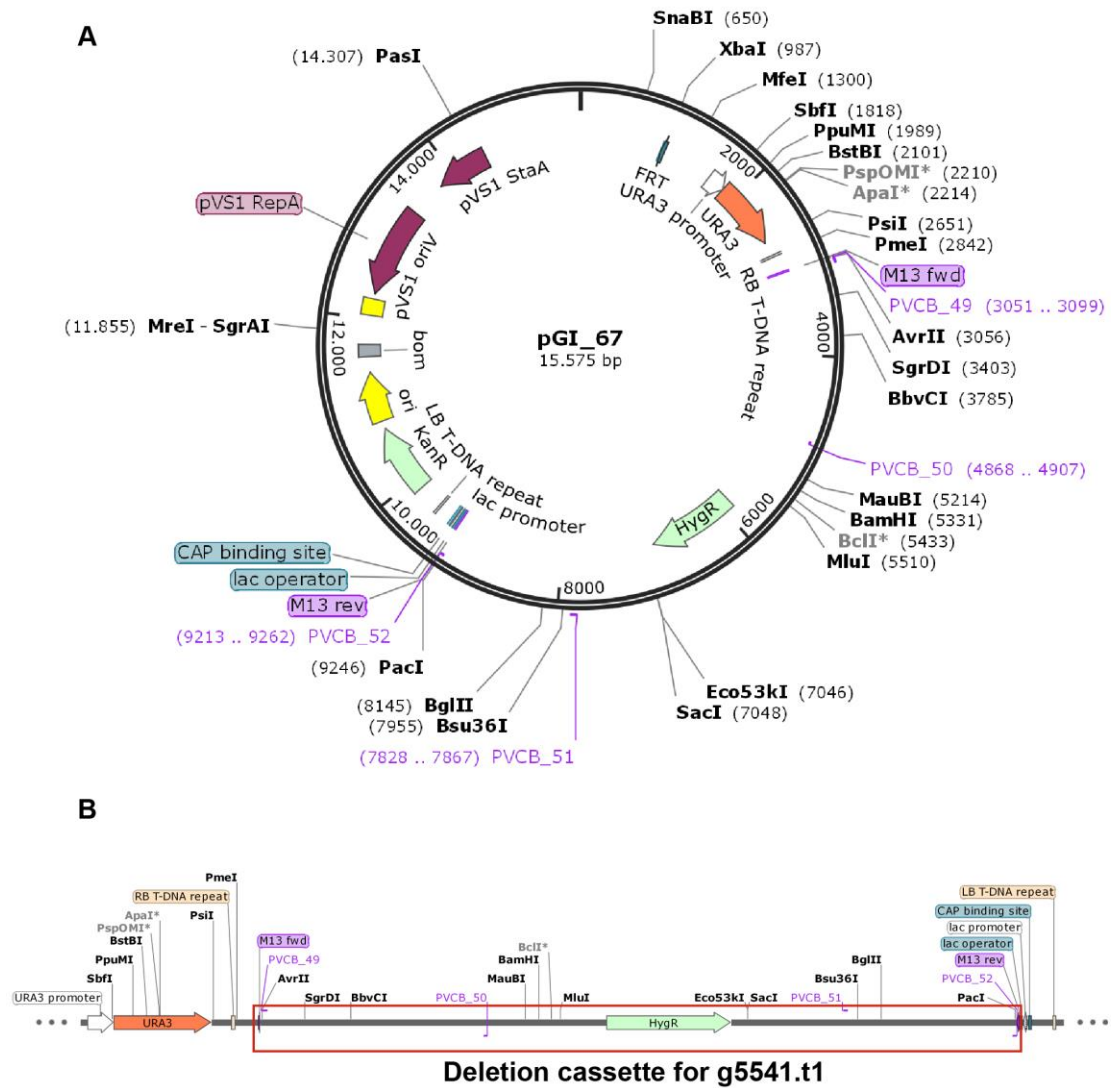 A
(14.307) PasI
SnaBI (650)
XbaI (987)
MfeI (1300)
SbfI (1818)
PpuMI (1989)
BstBI (2101)
PspOMI* (2210)
ApaI* (2214)
PsiI (2651)
PmeI (2842)
M13 fwd
PVCB_49 (3051 .. 3099)
AvrII (3056)
SgrDI (3403)
BbvCI (3785)
PVCB_50 (4868 .. 4907)
MauBI (5214)
BamHI (5331)
BclI* (5433)
MluI (5510)
Eco53kI (7046)
SacI (7048)
(7828 .. 7867) PVCB_51
(7955) Bsu36I
(8145) BglII
(9246) PacI
(9213 .. 9262) PVCB_52
M13 rev
lac operator
CAP binding site
(11.855) MreI - SgrAI
pVS1 RepA
2000
4000
6000
8000
10.000
12.000
14.000
FRT
URA3 promoter
URA3
RB T-DNA repeat
HygR
lac promoter
LB T-DNA repeat
KanR
ori
bom
pVS1 oriV
pVS1 StaA
pGI_67
15.575 bp
B
PmeI
RB T-DNA repeat
ApaI*
PsiI
PspOMI*
BstBI
PpuMI
SbfI
URA3 promoter
URA3
M13 fwd
PVCB_49
AvrII
SgrDI
BbvCI
PVCB_50
BclI*
BamHI
MauBI
MluI
HygR
Eco53kI
SacI
PVCB_51
BglII
Bsu36I
LB T-DNA repeat
CAP binding site
lac promoter
lac operator
M13 rev
PVCB_52
PacI
Deletion cassette for g5541.t1